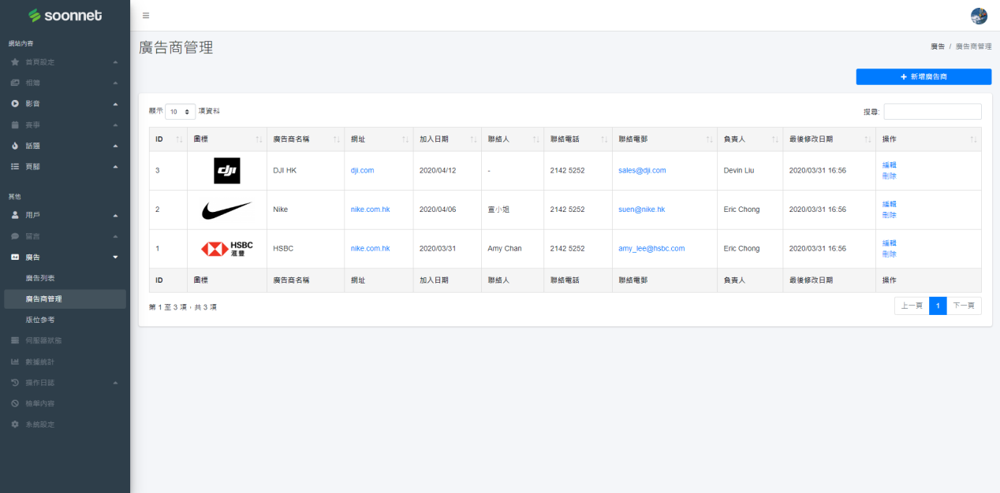 soonnet
網站內容
首頁設定
相簿
影音
賽事
話題
頁腳
其他
用戶
留言
廣告
廣告列表
廣告商管理
版位參考
伺服器狀態
數據統計
操作日誌
檢舉內容
系統設定
廣告商管理
廣告 / 廣告商管理
+ 新增廣告商
顯示 10 項資料
搜尋:
ID 圖標 廣告商名稱 網址 加入日期 聯絡人 聯絡電話 聯絡電郵 負責人 最後修改日期 操作
3 dji DJI HK dji.com 2020/04/12 - 2142 5252 sales@dji.com Devin Liu 2020/03/31 16:56 編輯
刪除
2 Nike nike.com.hk 2020/04/06 宣小姐 2142 5252 suen@nike.hk Eric Chong 2020/03/31 16:56 編輯
刪除
1 HSBC 滙豐 HSBC nike.com.hk 2020/03/31 Amy Chan 2142 5252 amy_lee@hsbc.com Eric Chong 2020/03/31 16:56 編輯
刪除
ID 圖標 廣告商名稱 網址 加入日期 聯絡人 聯絡電話 聯絡電郵 負責人 最後修改日期 操作
第 1 至 3 項，共 3 項
上一頁 1 下一頁